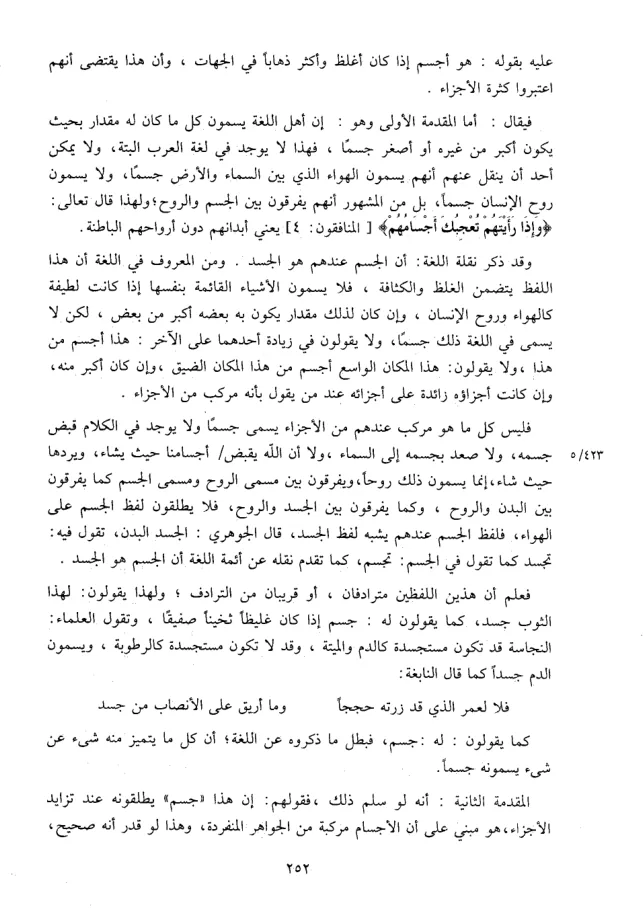 عليه بقوله : هو أجسم إذا كان أغلظ وأكثر ذهاباً في الجهات ، وأن هذا يقتضى أنهم
اعتبروا كثرة الأجزاء .
فيقال : أما المقدمة الأولى وهو : إن أهل اللغة يسمون كل ما كان له مقدار بحيث
يكون أكبر من غيره أو أصغر جسمًا ، فهذا لا يوجد في لغة العرب البتة، ولا يمكن
أحد أن ينقل عنهم أنهم يسمون الهواء الذي بين السماء والأرض جسمًا، ولا يسمون
روح الإنسان جسماً، بل من المشهور أنهم يفرقون بين الجسم والروح؛ولهذا قال تعالى:
﴿وَإِذَا رَأَيْتَهُمْ تُعْجِبُكَ أَجْسَامُهُمْ﴾ [ المنافقون: ٤] يعني أبدانهم دون أرواحهم الباطنة.
وقد ذكر نقلة اللغة: أن الجسم عندهم هو الجسد . ومن المعروف في اللغة أن هذا
اللفظ يتضمن الغلظ والكثافة ، فلا يسمون الأشياء القائمة بنفسها إذا كانت لطيفة
كالهواء وروح الإنسان ، وإن كان لذلك مقدار يكون به بعضه أكبر من بعض ، لكن لا
يسمى في اللغة ذلك جسمًا، ولا يقولون في زيادة أحدهما على الآخر : هذا أجسم من
هذا ،ولا يقولون: هذا المكان الواسع أجسم من هذا المكان الضيق ،وإن كان أكبر منه،
وإن كانت أجزاؤه زائدة على أجزائه عند من يقول بأنه مركب من الأجزاء .
فليس كل ما هو مركب عندهم من الأجزاء يسمى جسمًا ولا يوجد في الكلام قبض
جسمه، ولا صعد بجسمه إلى السماء ،ولا أن الله يقبض/ أجسامنا حيث يشاء، ويردها ٥/٤٢٣
حيث شاء،إنما يسمون ذلك روحاً،ويفرقون بين مسمى الروح ومسمى الجسم كما يفرقون
بين البدن والروح ، وكما يفرقون بين الجسد والروح، فلا يطلقون لفظ الجسم على
الهواء، فلفظ الجسم عندهم يشبه لفظ الجسد، قال الجوهري : الجسد البدن، تقول فيه:
تجسد كما تقول في الجسم: تجسم، كما تقدم نقله عن أئمة اللغة أن الجسم هو الجسد .
فعلم أن هذين اللفظين مترادفان ، أو قريبان من الترادف ؛ ولهذا يقولون: لهذا
الثوب جسد، كما يقولون له : جسم إذا كان غليظاً ثخيناً صفيقًا ، وتقول العلماء:
النجاسة قد تكون مستجسدة كالدم والميتة ، وقد لا تكون مستجسدة كالرطوبة ، ويسمون
الدم جسداً كما قال النابغة:
فلا لعمر الذي قد زرته حججاً وما أريق على الأنصاب من جسد
كما يقولون : له :جسم، فبطل ما ذكروه عن اللغة؛ أن كل ما يتميز منه شىء عن
شىء يسمونه جسماً.
المقدمة الثانية : أنه لو سلم ذلك ،فقولهم: إن هذا «جسم» يطلقونه عند تزايد
الأجزاء،هو مبني على أن الأجسام مركبة من الجواهر المنفردة، وهذا لو قدر أنه صحيح،
٢٥٢